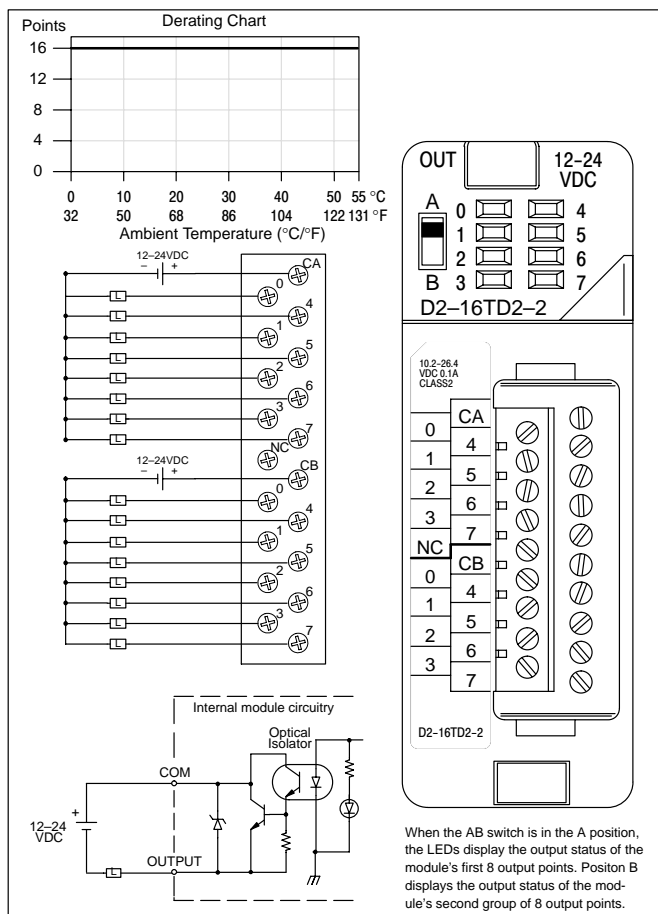 Derating Chart
Points
16
12
8
4
0
0 10 20 30 40 50 55 °C
32 50 68 86 104 122 131 °F
Ambient Temperature (°C/°F)
12–24VDC
– +
CA
L 0
L 4
L 1
L 5
L 2
L 6
L 3
L 7
NC
12–24VDC
– +
CB
L 0
L 4
L 1
L 5
L 2
L 6
L 3
L 7
Internal module circuitry
Optical
Isolator
COM
+
12–24
VDC
OUTPUT
L
OUT 12–24
VDC
A
0 4
1 5
2 6
B 3 7
D2–16TD2–2
10.2–26.4
VDC 0.1A
CLASS2
CA
0
4
1
5
2
6
3
7
NC
CB
0
4
1
5
2
6
3
7
D2–16TD2–2
When the AB switch is in the A position,
the LEDs display the output status of the
module's first 8 output points. Positon B
displays the output status of the mod-
ule's second group of 8 output points.